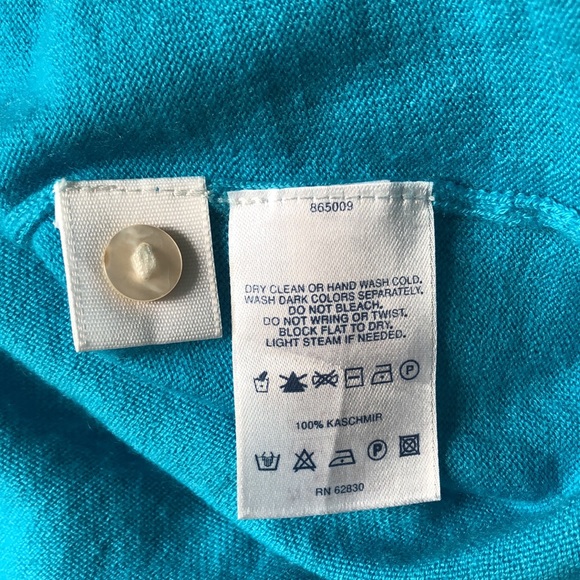 865009
DRY CLEAN OR HAND WASH COLD.
WASH DARK COLORS SEPARATELY.
DO NOT BLEACH.
DO NOT WRING OR TWIST.
BLOCK FLAT TO DRY.
LIGHT STEAM IF NEEDED.
P
100% KASCHMIR
P
RN 62830